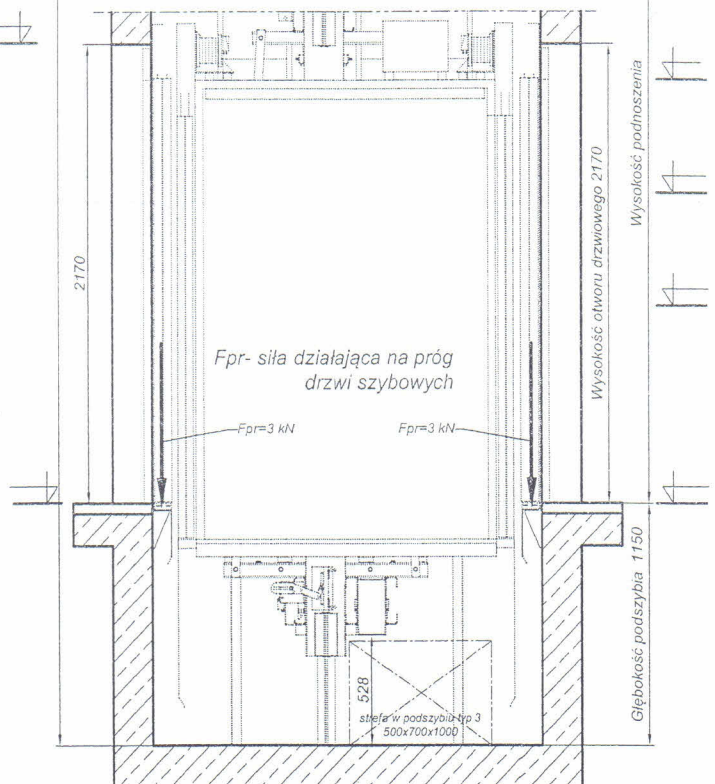 Wysokość podnoszenia
Wysokość otworu drzwiowego 2170
2170
Fpr- siła działająca na próg
drzwi szybowych
Fpr=3 kN
Fpr=3 kN
Głębokość podszybia 1150
528
strefa w podszybiu typ 3
500x700x1000